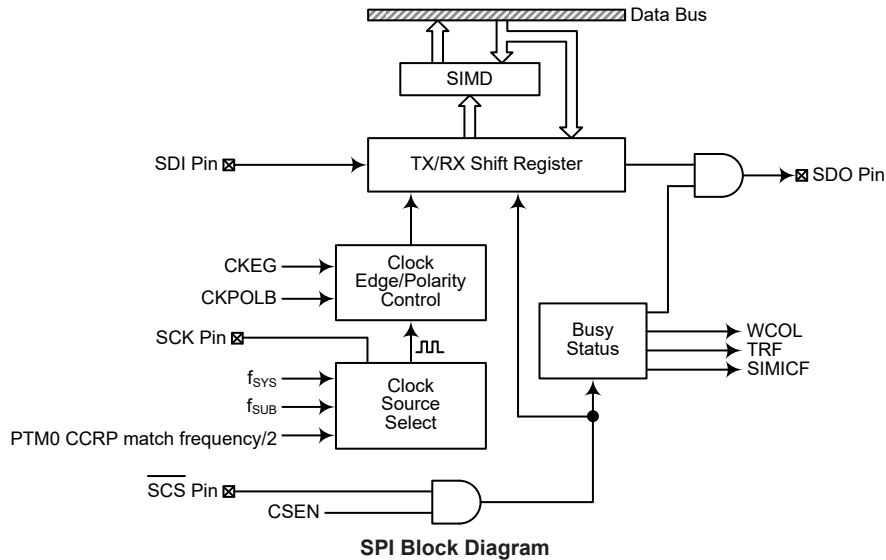 Data Bus
SIMD
SDI Pin
TX/RX Shift Register
SDO Pin
CKEG
CKPOLB
Clock
Edge/Polarity
Control
SCK Pin
Busy
Status
WCOL
TRF
SIMICF
fSYS
fSUB
PTM0 CCRP match frequency/2
Clock
Source
Select
SCS Pin
CSEN
SPI Block Diagram